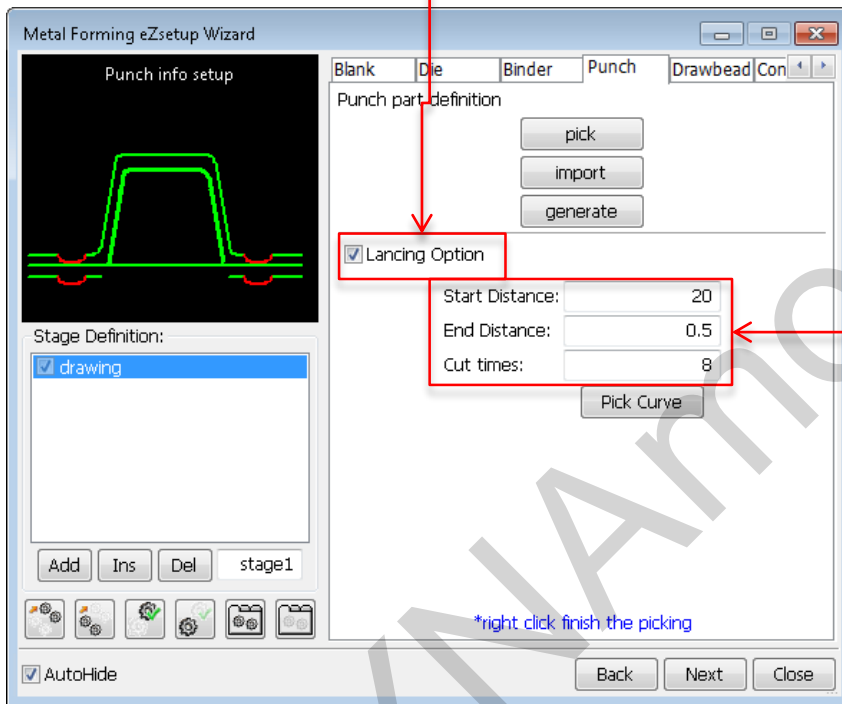 Metal Forming eZsetup Wizard
Punch info setup
Blank Die Binder Punch Drawbead Con
Punch part definition
pick
import
generate
Lancing Option
Start Distance: 20
End Distance: 0.5
Cut times: 8
Pick Curve
Stage Definition:
drawing
Add Ins Del stage1
*right click finish the picking
AutoHide Back Next Close
YNAmo